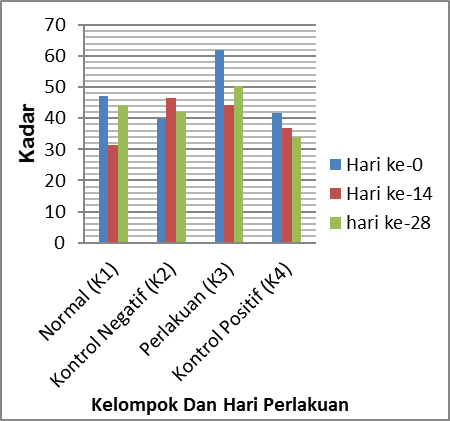 70
60
50
40
30
20
10
0
Kadar
Normal (K1)
Kontrol Negatif (K2)
Perlakuan (K3)
Kontrol Positif (K4)
Hari ke-0
Hari ke-14
hari ke-28
Kelompok Dan Hari Perlakuan